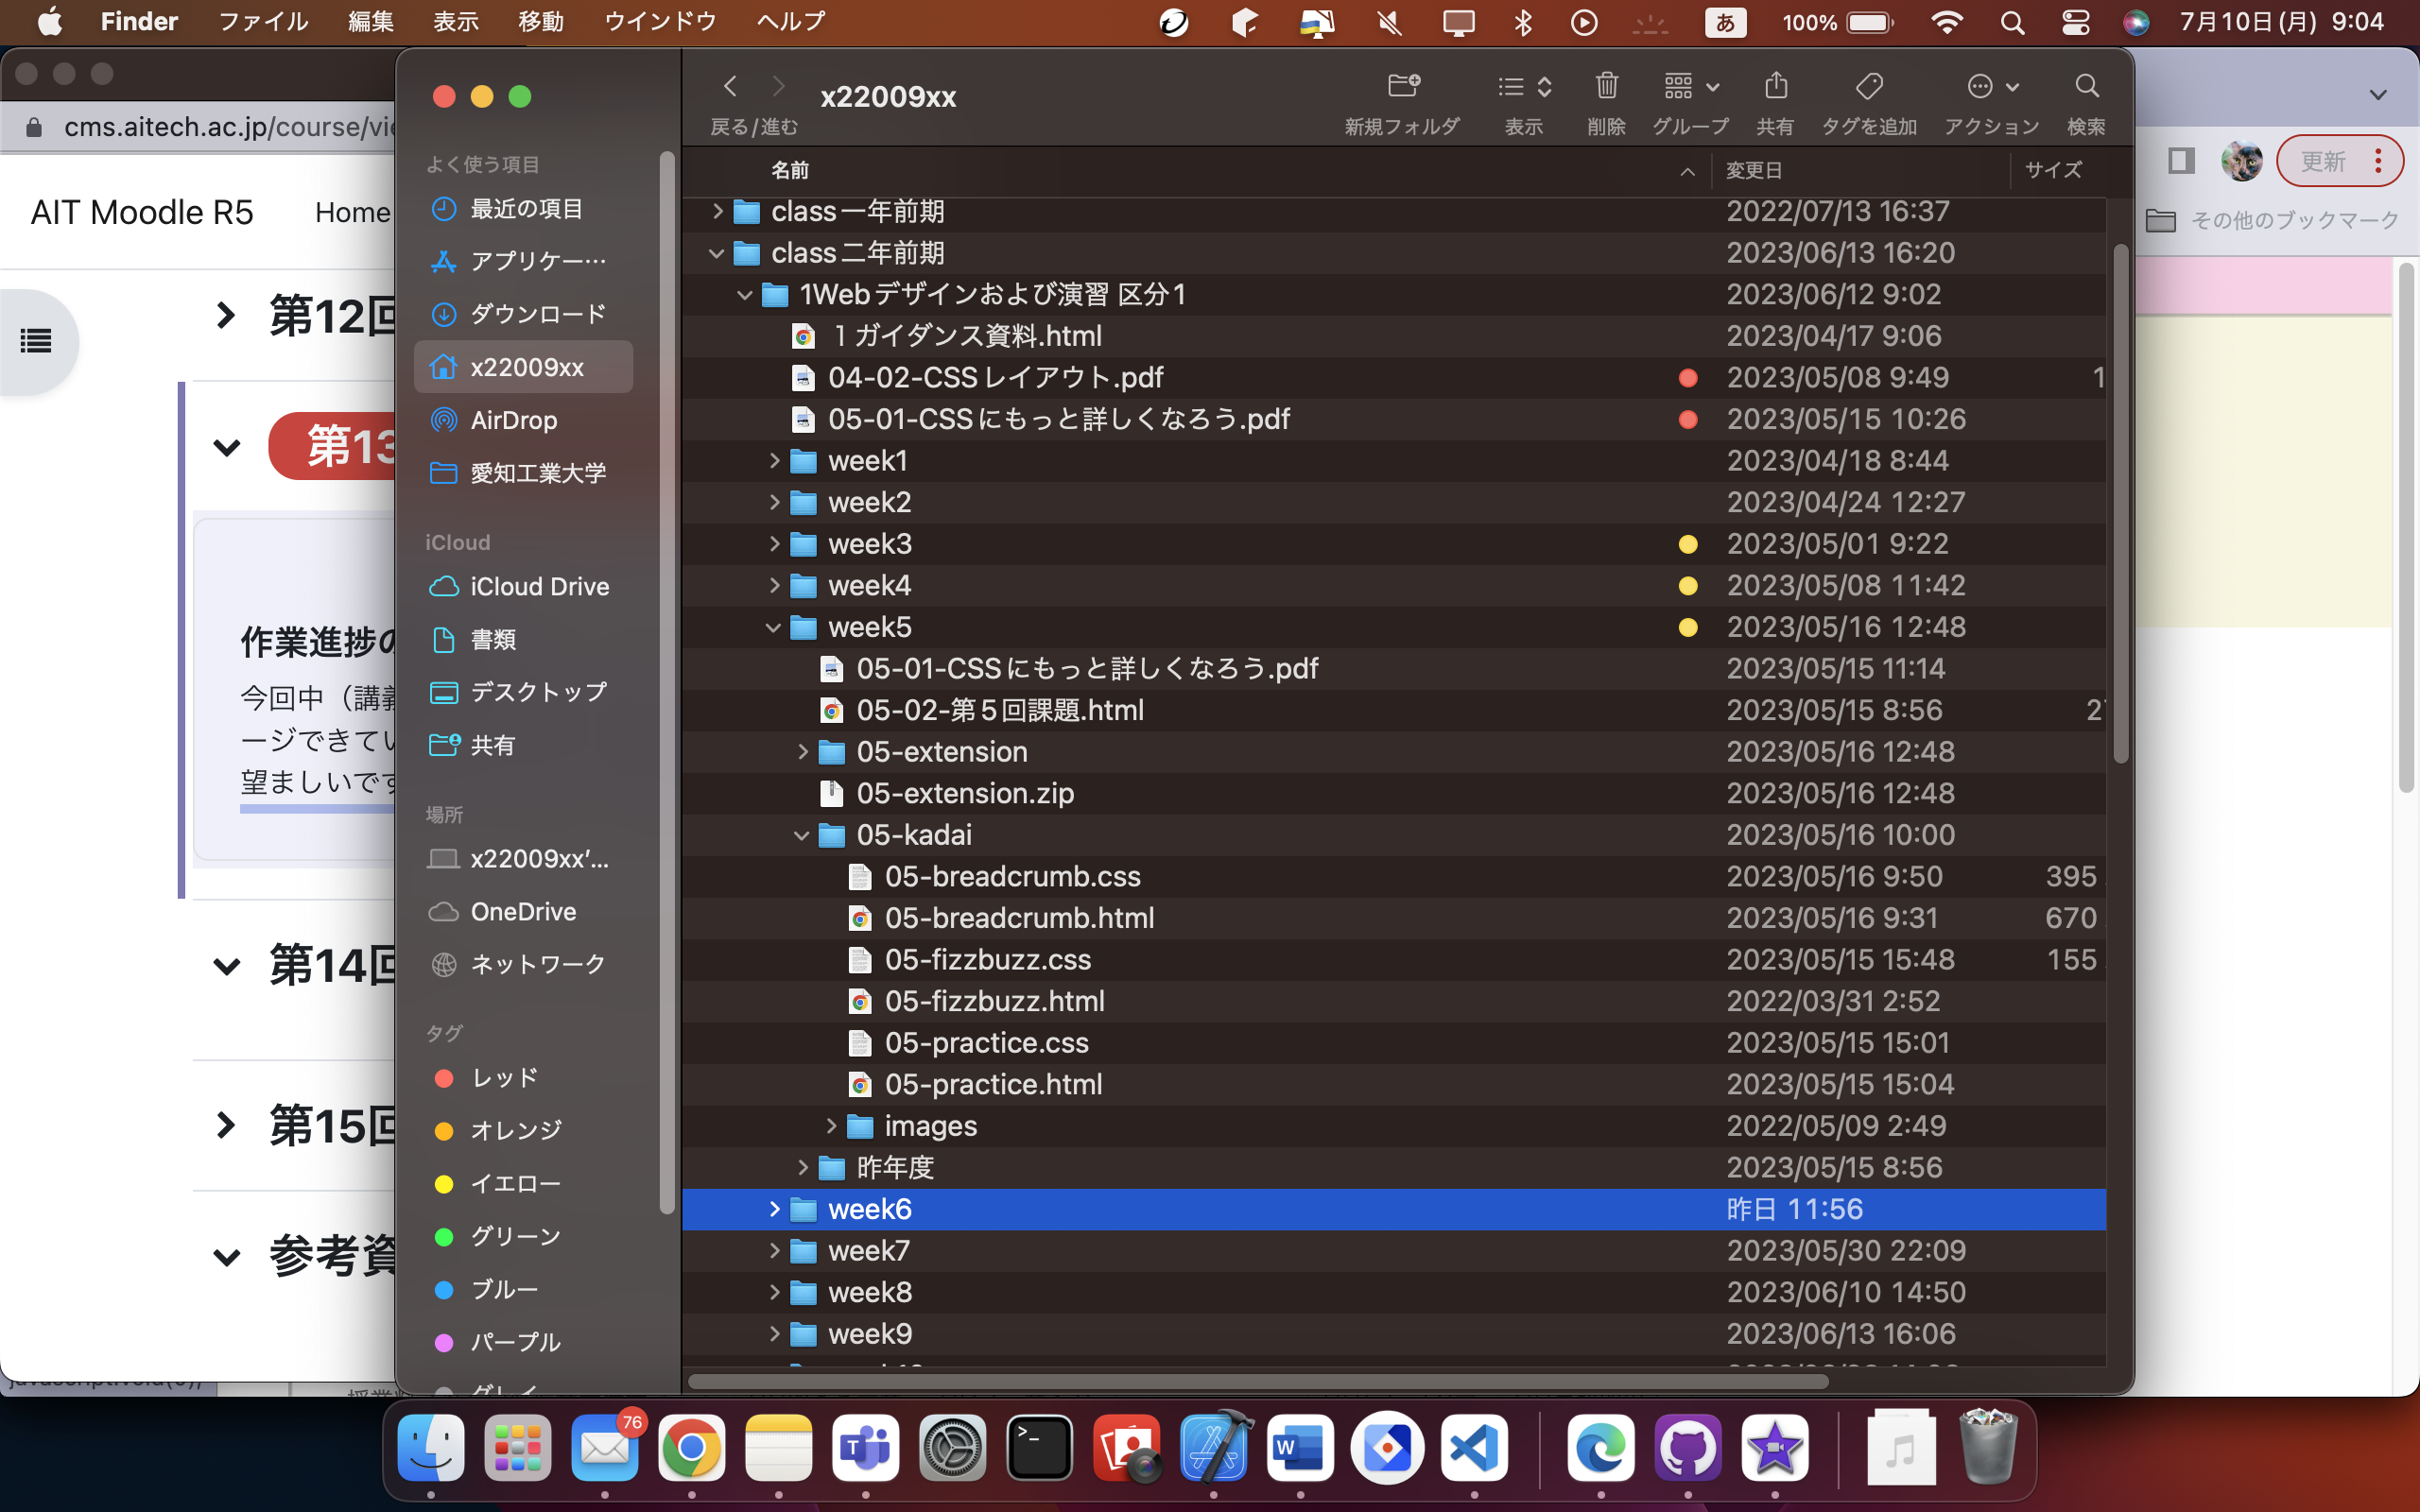 Finder ファイル 編集 表示 移動 ウインドウ ヘルプ あ 100% 7月10日(月) 9:04
cms.aitech.ac.jp/course/vie
AIT Moodle R5 Home
第12回
第13
作業進捗の
今回中（講義
ージできてい
望ましいです
第14回
第15回
参考資
よく使う項目
最近の項目
アプリケー…
ダウンロード
x22009xx
AirDrop
愛知工業大学
iCloud
iCloud Drive
書類
デスクトップ
共有
場所
x22009xx’…
OneDrive
ネットワーク
タグ
レッド
オレンジ
イエロー
グリーン
ブルー
パープル
グレイ
戻る/進む
x22009xx
新規フォルダ 表示 削除 グループ 共有 タグを追加 アクション 検索
名前 変更日 サイズ
class一年前期 2022/07/13 16:37
class二年前期 2023/06/13 16:20
1Webデザインおよび演習 区分1 2023/06/12 9:02
１ガイダンス資料.html 2023/04/17 9:06
04-02-CSSレイアウト.pdf 2023/05/08 9:49 1
05-01-CSSにもっと詳しくなろう.pdf 2023/05/15 10:26
week1 2023/04/18 8:44
week2 2023/04/24 12:27
week3 2023/05/01 9:22
week4 2023/05/08 11:42
week5 2023/05/16 12:48
05-01-CSSにもっと詳しくなろう.pdf 2023/05/15 11:14
05-02-第５回課題.html 2023/05/15 8:56 2
05-extension 2023/05/16 12:48
05-extension.zip 2023/05/16 12:48
05-kadai 2023/05/16 10:00
05-breadcrumb.css 2023/05/16 9:50 395
05-breadcrumb.html 2023/05/16 9:31 670
05-fizzbuzz.css 2023/05/15 15:48 155
05-fizzbuzz.html 2022/03/31 2:52
05-practice.css 2023/05/15 15:01
05-practice.html 2023/05/15 15:04
images 2022/05/09 2:49
昨年度 2023/05/15 8:56
week6 昨日 11:56
week7 2023/05/30 22:09
week8 2023/06/10 14:50
week9 2023/06/13 16:06
更新
その他のブックマーク
76